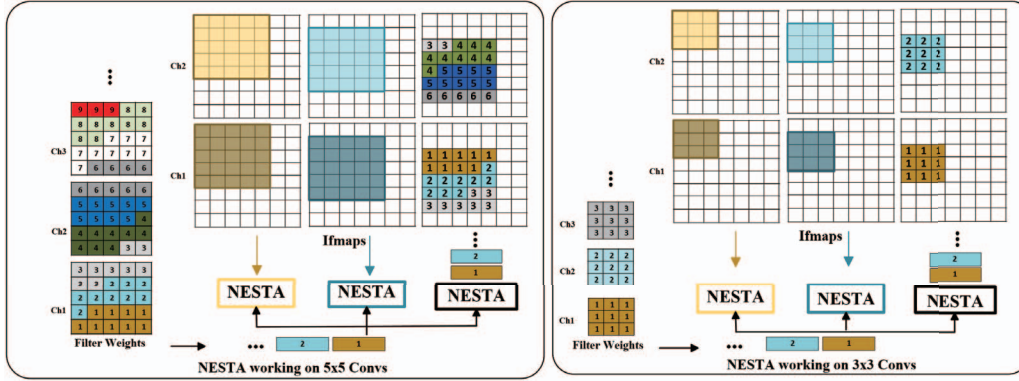 Ch2
3 3 4 4 4
4 4 4 4 4
4 5 5 5 5
5 5 5 5 5
6 6 6 6 6
Ch1
1 1 1 1 1
1 1 1 1 2
2 2 2 2 2
2 2 2 3 3
3 3 3 3 3
Ch3
9 9 9 8 8
8 8 8 8 8
8 8 7 7 7
7 7 7 7 7
7 6 6 6 6
Ch2
6 6 6 6 6
5 5 5 5 5
5 5 5 5 4
4 4 4 4 4
4 4 4 3 3
Ch1
3 3 3 3 3
3 3 2 2 2
2 2 2 2 2
2 1 1 1 1
1 1 1 1 1
Filter Weights
Ifmaps
2
1
NESTA NESTA NESTA
... 2 1
NESTA working on 5x5 Convs
Ch2
2 2 2
2 2 2
2 2 2
Ch1
1 1 1
1 1 1
1 1 1
Ch3
3 3 3
3 3 3
3 3 3
Ch2
2 2 2
2 2 2
2 2 2
Ch1
1 1 1
1 1 1
1 1 1
Filter Weights
Ifmaps
2
1
NESTA NESTA NESTA
... 2 1
NESTA working on 3x3 Convs